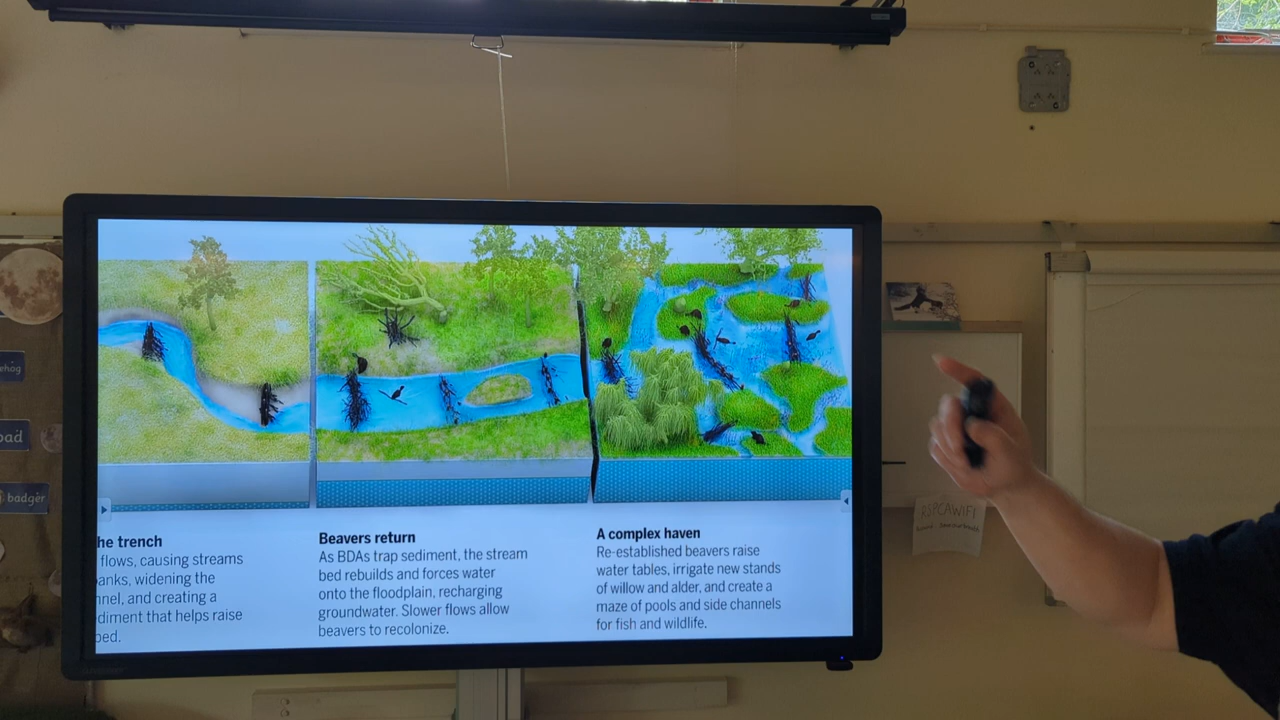 he trench
flows, causing streams
anks, widening the
nnel, and creating a
diment that helps raise
bed.
Beavers return
As BDAs trap sediment, the stream
bed rebuilds and forces water
onto the floodplain, recharging
groundwater. Slower flows allow
beavers to recolonize.
A complex haven
Re-established beavers raise
water tables, irrigate new stands
of willow and alder, and create a
maze of pools and side channels
for fish and wildlife.
ehog
oad
badger
RSPCAWIFI